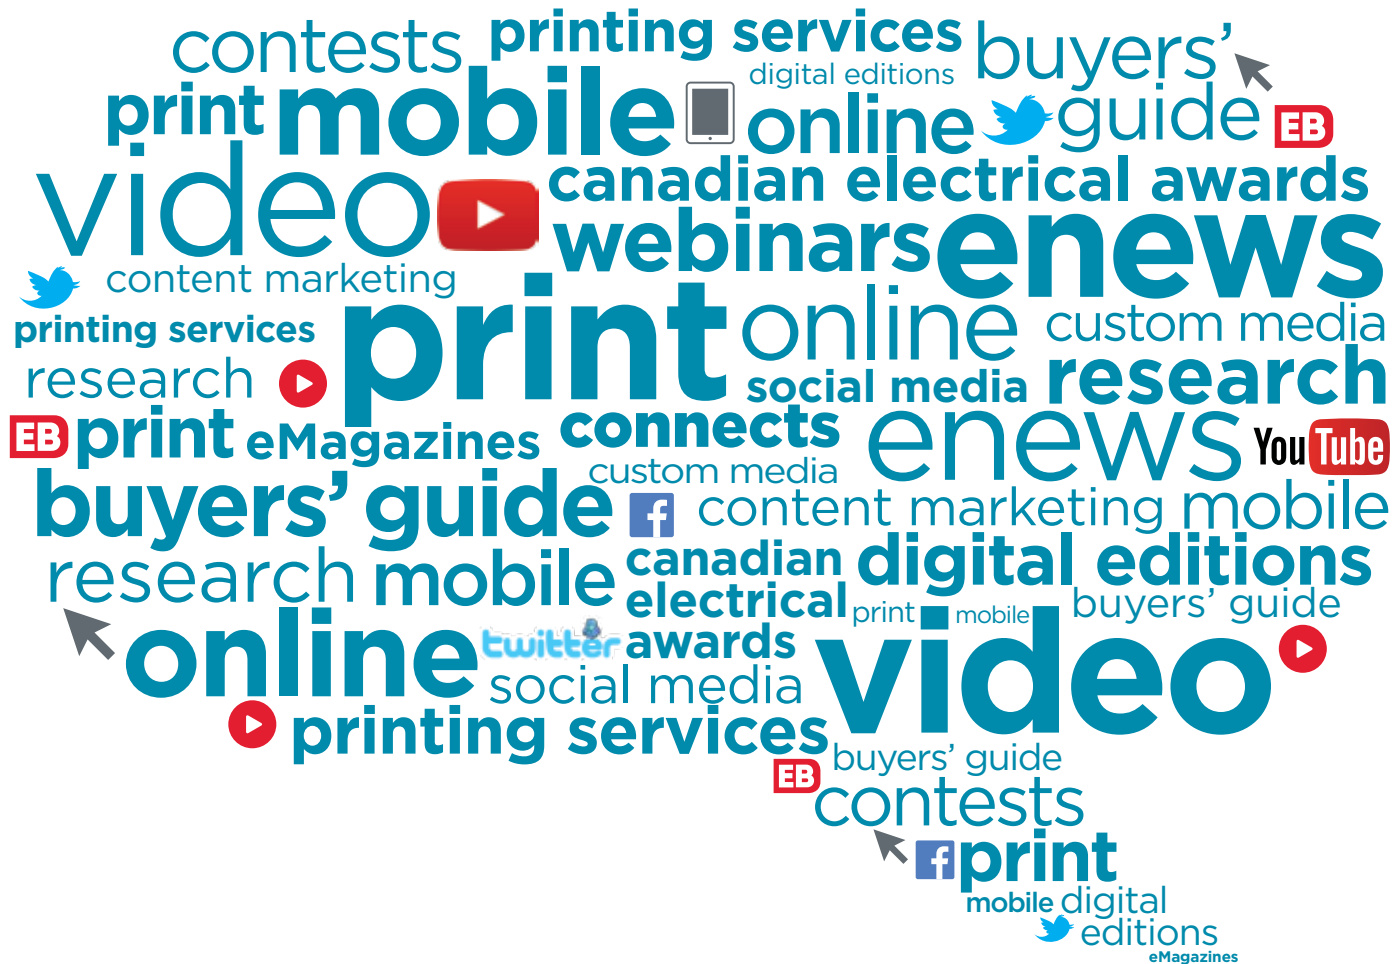 contests printing services buyers’
digital editions
print mobile online guide EB
video canadian electrical awards
webinars enews
content marketing
printing services print online custom media
research social media research
EB print eMagazines connects enews YouTube
custom media
buyers’ guide content marketing mobile
research mobile canadian electrical awards digital editions
print mobile buyers’ guide
online twitter video
social media
printing services
buyers’ guide
EB
contests
print
mobile digital
editions
eMagazines